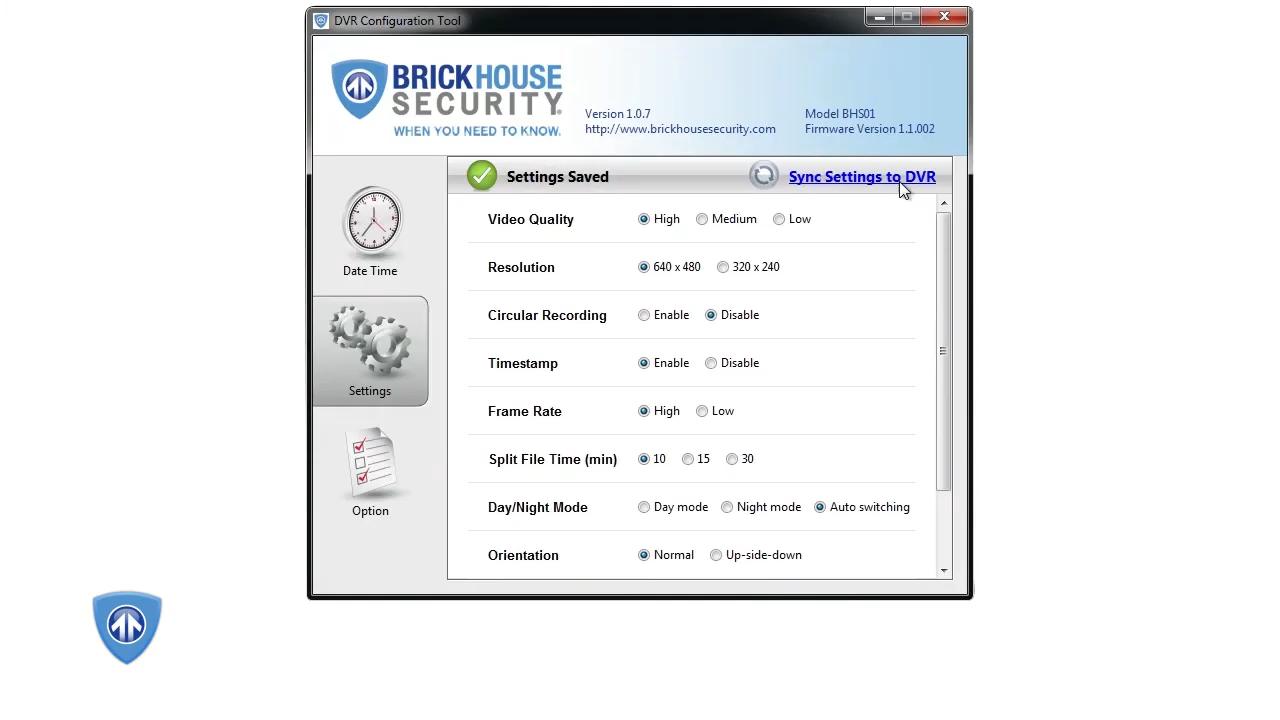 DVR Configuration Tool
BRICKHOUSE
SECURITY.
WHEN YOU NEED TO KNOW.
Version 1.0.7
http://www.brickhousesecurity.com
Model BHS01
Firmware Version 1.1.002
Settings Saved
Sync Settings to DVR
Date Time
Settings
Option
Video Quality High Medium Low
Resolution 640 x 480 320 x 240
Circular Recording Enable Disable
Timestamp Enable Disable
Frame Rate High Low
Split File Time (min) 10 15 30
Day/Night Mode Day mode Night mode Auto switching
Orientation Normal Up-side-down